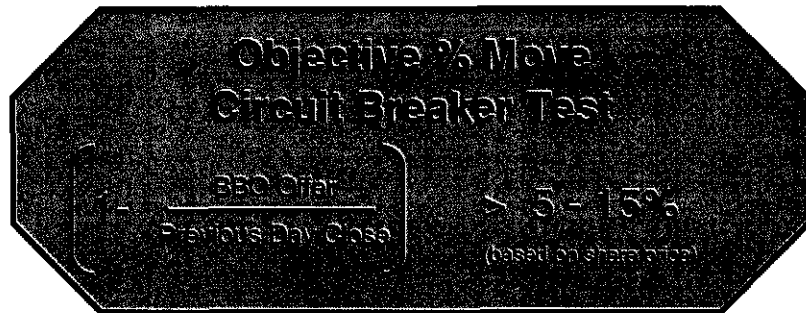 Objective % Move
Circuit Breaker Test
1- BBO Offer
Previous Day Close
> 5 - 15%
(based on share price)